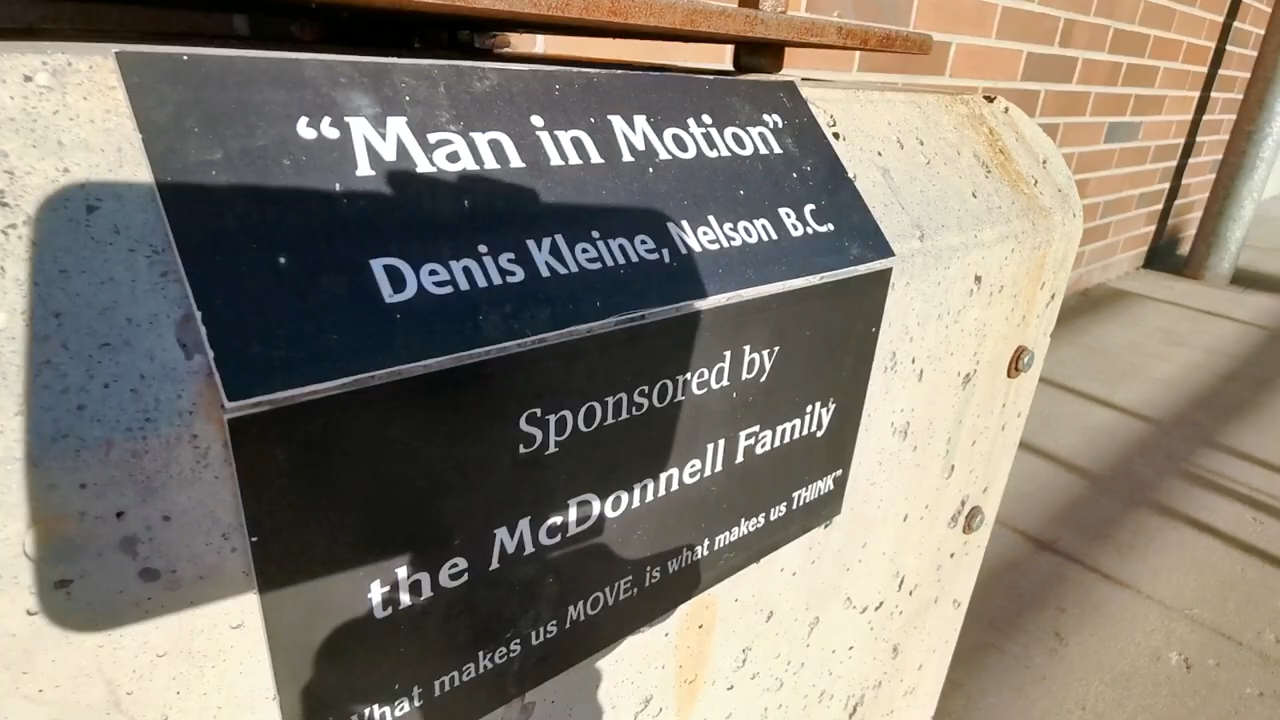 “Man in Motion”
Denis Kleine, Nelson B.C.
Sponsored by
the McDonnell Family
What makes us MOVE, is what makes us THINK”